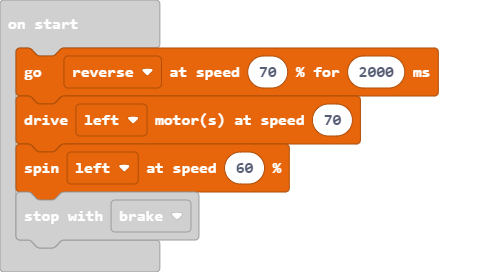 on start
go reverse at speed 70 % for 2000 ms
drive left motor(s) at speed 70
spin left at speed 60 %
stop with brake